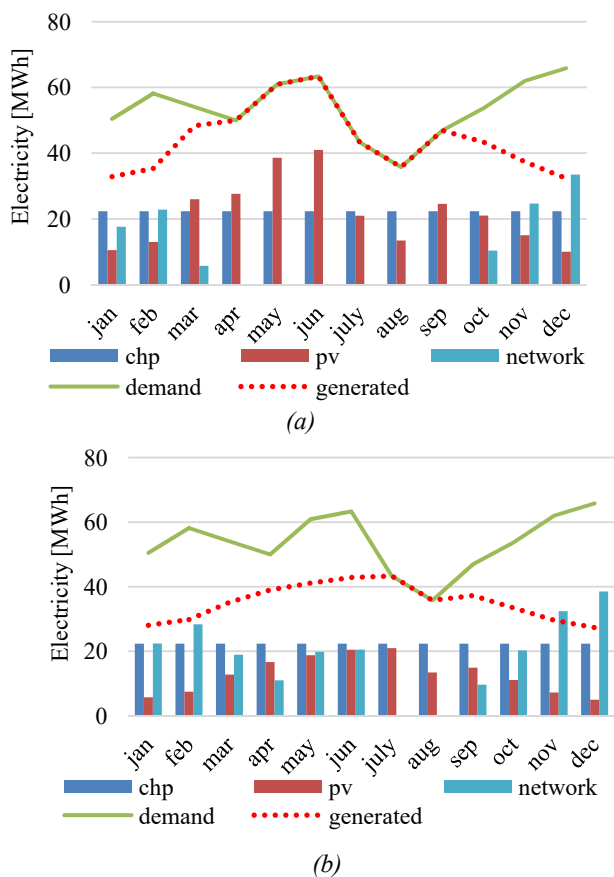 80
60
40
20
0
Electricity [MWh]
jan feb mar apr may jun july aug sep oct nov dec
chp pv network
demand generated
(a)
80
60
40
20
0
Electricity [MWh]
jan feb mar apr may jun july aug sep oct nov dec
chp pv network
demand generated
(b)